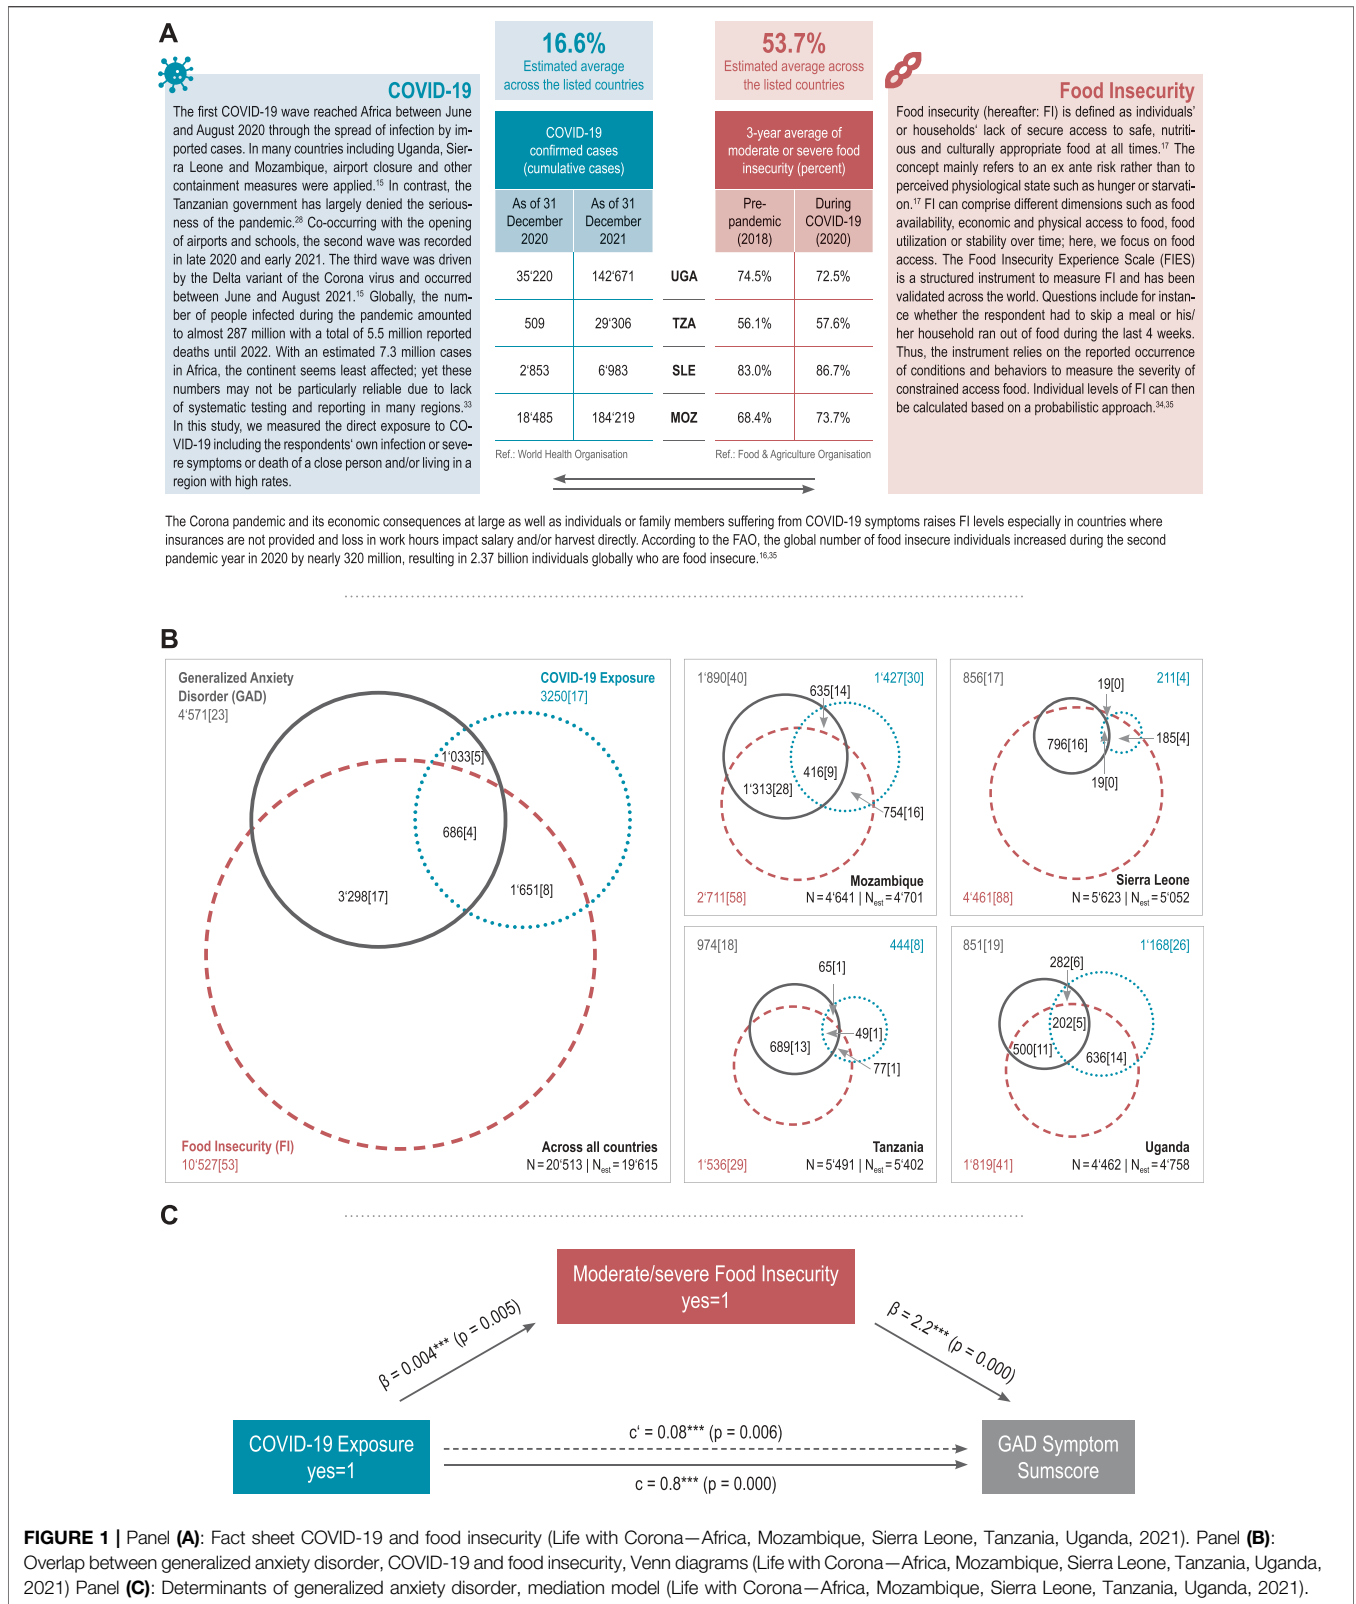 A
COVID-19
The first COVID-19 wave reached Africa between June
and August 2020 through the spread of infection by im-
ported cases. In many countries including Uganda, Sier-
ra Leone and Mozambique, airport closure and other
containment measures were applied.15 In contrast, the
Tanzanian government has largely denied the serious-
ness of the pandemic.28 Co-occurring with the opening
of airports and schools, the second wave was recorded
in late 2020 and early 2021. The third wave was driven
by the Delta variant of the Corona virus and occurred
between June and August 2021.15 Globally, the num-
ber of people infected during the pandemic amounted
to almost 287 million with a total of 5.5 million reported
deaths until 2022. With an estimated 7.3 million cases
in Africa, the continent seems least affected; yet these
numbers may not be particularly reliable due to lack
of systematic testing and reporting in many regions.33
In this study, we measured the direct exposure to CO-
VID-19 including the respondents‘ own infection or seve-
re symptoms or death of a close person and/or living in a
region with high rates.
16.6%
Estimated average
across the listed countries
53.7%
Estimated average across
the listed countries
COVID-19
confirmed cases
(cumulative cases)
3-year average of
moderate or severe food
insecurity (percent)
As of 31
December
2020
As of 31
December
2021
Pre-
pandemic
(2018)
During
COVID-19
(2020)
35‘220 142‘671 UGA 74.5% 72.5%
509 29‘306 TZA 56.1% 57.6%
2‘853 6‘983 SLE 83.0% 86.7%
18‘485 184‘219 MOZ 68.4% 73.7%
Ref.: World Health Organisation
Ref.: Food & Agriculture Organisation
Food Insecurity
Food insecurity (hereafter: FI) is defined as individuals’
or households‘ lack of secure access to safe, nutriti-
ous and culturally appropriate food at all times.17 The
concept mainly refers to an ex ante risk rather than to
perceived physiological state such as hunger or starvati-
on.17 FI can comprise different dimensions such as food
availability, economic and physical access to food, food
utilization or stability over time; here, we focus on food
access. The Food Insecurity Experience Scale (FIES)
is a structured instrument to measure FI and has been
validated across the world. Questions include for instan-
ce whether the respondent had to skip a meal or his/
her household ran out of food during the last 4 weeks.
Thus, the instrument relies on the reported occurrence
of conditions and behaviors to measure the severity of
constrained access food. Individual levels of FI can then
be calculated based on a probabilistic approach.34,35
The Corona pandemic and its economic consequences at large as well as individuals or family members suffering from COVID-19 symptoms raises FI levels especially in countries where
insurances are not provided and loss in work hours impact salary and/or harvest directly. According to the FAO, the global number of food insecure individuals increased during the second
pandemic year in 2020 by nearly 320 million, resulting in 2.37 billion individuals globally who are food insecure.16,35
B
Generalized Anxiety
Disorder (GAD)
4‘571[23]
COVID-19 Exposure
3250[17]
1‘033[5]
686[4]
3‘298[17]
1‘651[8]
Food Insecurity (FI)
10‘527[53]
Across all countries
N = 20‘513 | Nest = 19‘615
1‘890[40]
1‘427[30]
635[14]
416[9]
1‘313[28]
754[16]
2‘711[58]
Mozambique
N = 4‘641 | Nest = 4‘701
856[17]
19[0]
211[4]
796[16]
185[4]
19[0]
4‘461[88]
Sierra Leone
N = 5‘623 | Nest = 5‘052
974[18]
444[8]
65[1]
49[1]
689[13]
77[1]
1‘536[29]
Tanzania
N = 5‘491 | Nest = 5‘402
851[19]
1‘168[26]
282[6]
202[5]
500[11]
636[14]
1‘819[41]
Uganda
N = 4‘462 | Nest = 4‘758
C
Moderate/severe Food Insecurity
yes=1
β = 0.004*** (p = 0.005)
β = 2.2*** (p = 0.000)
COVID-19 Exposure
yes=1
c‘ = 0.08*** (p = 0.006)
c = 0.8*** (p = 0.000)
GAD Symptom
Sumscore
FIGURE 1 | Panel (A): Fact sheet COVID-19 and food insecurity (Life with Corona—Africa, Mozambique, Sierra Leone, Tanzania, Uganda, 2021). Panel (B):
Overlap between generalized anxiety disorder, COVID-19 and food insecurity, Venn diagrams (Life with Corona—Africa, Mozambique, Sierra Leone, Tanzania, Uganda,
2021) Panel (C): Determinants of generalized anxiety disorder, mediation model (Life with Corona—Africa, Mozambique, Sierra Leone, Tanzania, Uganda, 2021).